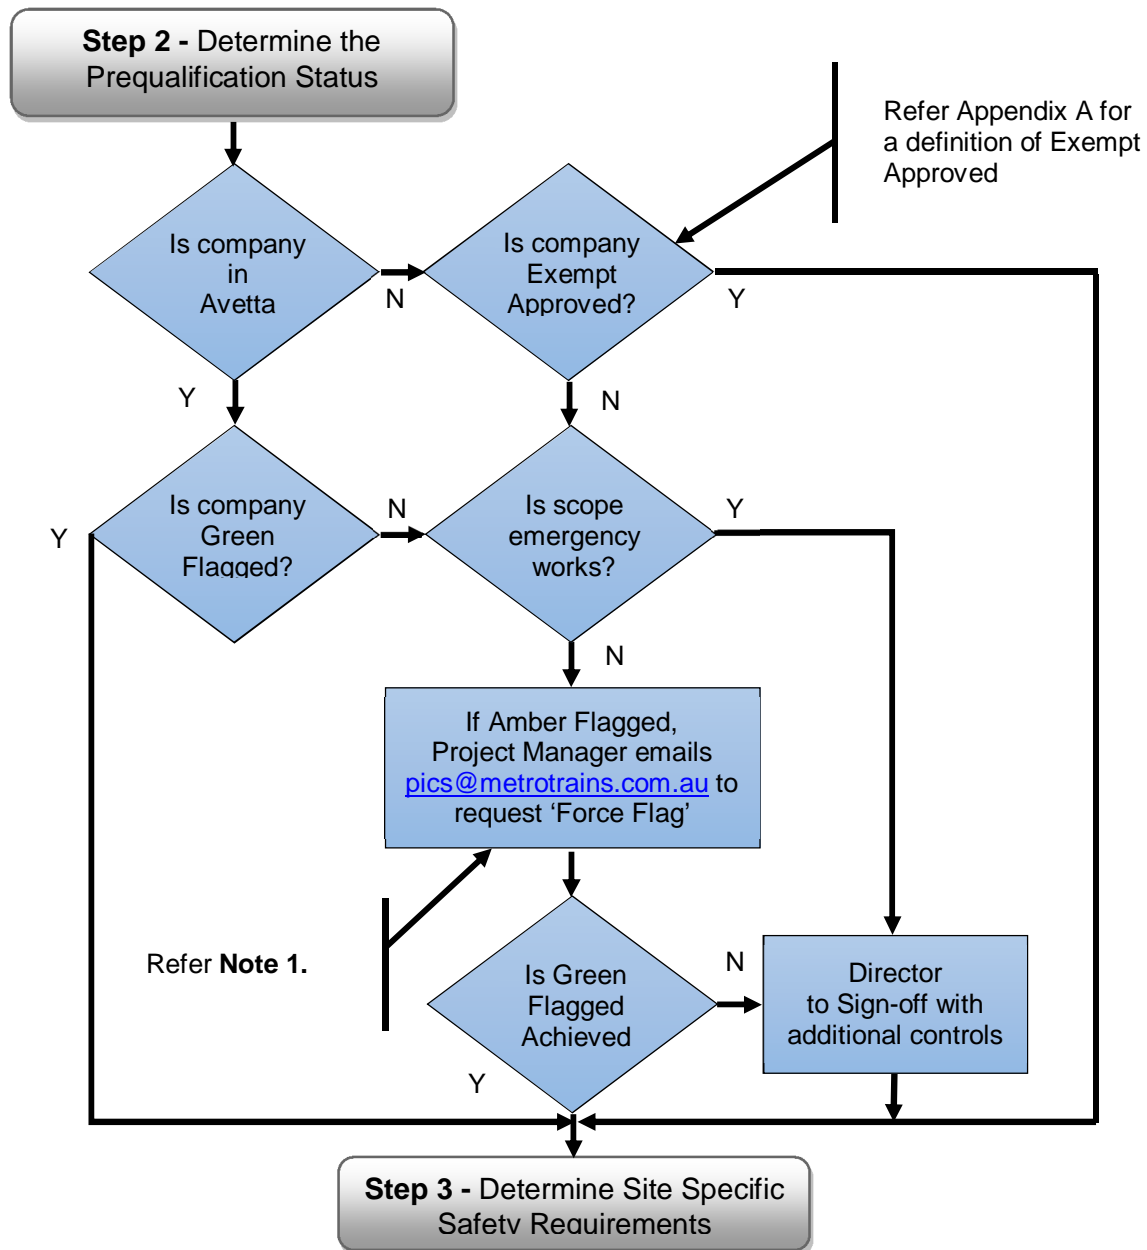 Step 2 - Determine the
Prequalification Status
Refer Appendix A for
a definition of Exempt
Approved
Is company
in
Avetta
N
Is company
Exempt
Approved?
Y
Y
N
Y
Is company
Green
Flagged?
N
Is scope
emergency
works?
Y
N
If Amber Flagged,
Project Manager emails
pics@metrotrains.com.au to
request ‘Force Flag’
Refer Note 1.
Is Green
Flagged
Achieved
N
Director
to Sign-off with
additional controls
Y
Step 3 - Determine Site Specific
Safety Requirements